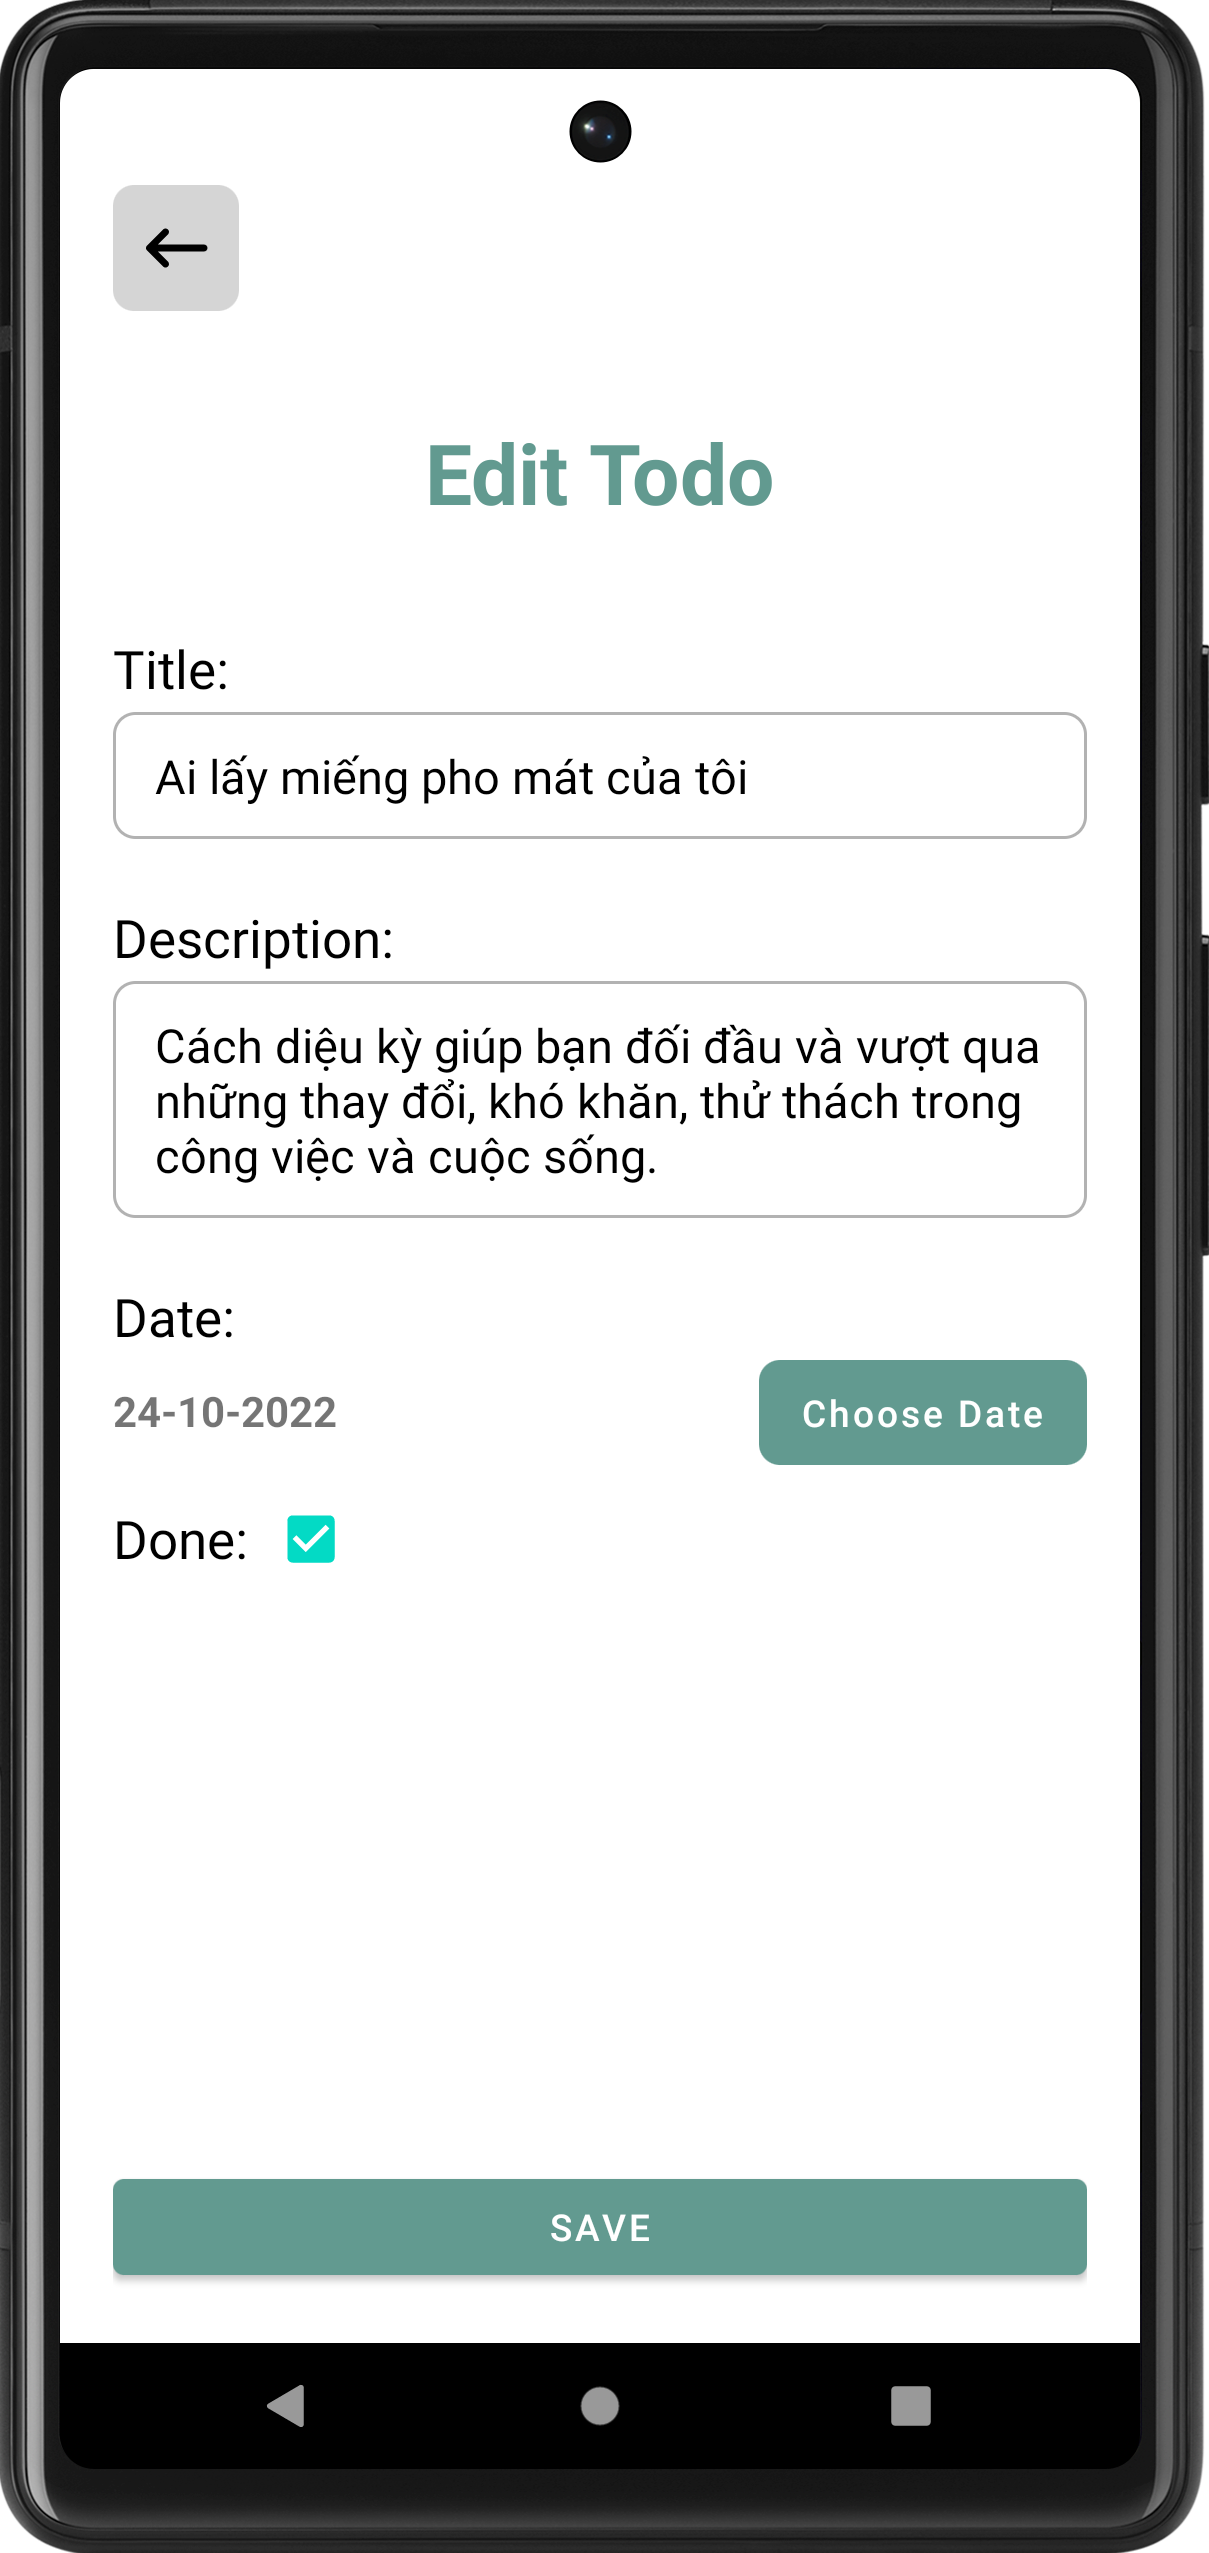 Edit Todo
Title:
Ai lấy miếng pho mát của tôi
Description:
Cách diệu kỳ giúp bạn đối đầu và vượt qua
những thay đổi, khó khăn, thử thách trong
công việc và cuộc sống.
Date:
24-10-2022
Choose Date
Done:
SAVE